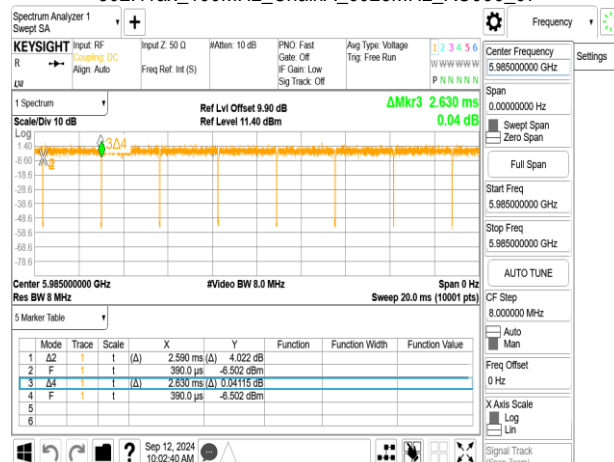 Spectrum Analyzer 1
Swept SA
+
Frequency
KEYSIGHT
R
LXI
Input: RF
Coupling: DC
Align: Auto
Input Z: 50 Ω
Freq Ref: Int (S)
#Atten: 10 dB
PNO: Fast
Gate: Off
IF Gain: Low
Sig Track: Off
Avg Type: Voltage
Trig: Free Run
1 2 3 4 5 6
W W W W W W
P N N N N N
Center Frequency
5.985000000 GHz
Settings
1 Spectrum
Scale/Div 10 dB
Ref Lvl Offset 9.90 dB
Ref Level 11.40 dBm
ΔMkr3 2.630 ms
0.04 dB
Span
0.00000000 Hz
Swept Span
Zero Span
Full Span
Start Freq
5.985000000 GHz
Stop Freq
5.985000000 GHz
AUTO TUNE
CF Step
8.000000 MHz
Auto
Man
Freq Offset
0 Hz
X Axis Scale
Log
Lin
Signal Track
Log
1.40
-8.60
-18.6
-28.6
-38.6
-48.6
-58.6
-68.6
-78.6
3Δ4
Center 5.985000000 GHz
#Video BW 8.0 MHz
Span 0 Hz
Res BW 8 MHz
Sweep 20.0 ms (10001 pts)
5 Marker Table
Mode Trace Scale X Y Function Function Width Function Value
1 Δ2 1 t (Δ) 2.590 ms (Δ) 4.022 dB
2 F 1 t 390.0 µs -6.502 dBm
3 Δ4 1 t (Δ) 2.630 ms (Δ) 0.04115 dB
4 F 1 t 390.0 µs -6.502 dBm
5
6
?
Sep 12, 2024
10:02:40 AM